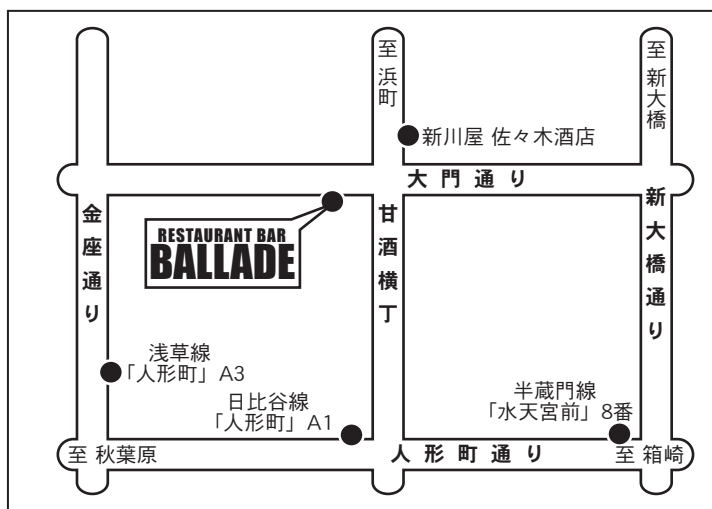 至 浜町
至 新大橋
新川屋 佐々木酒店
大門通り
金座通り
RESTAURANT BAR
BALLADE
甘酒横丁
新大橋通り
浅草線
「人形町」A3
日比谷線
「人形町」A1
半蔵門線
「水天宮前」8番
至 秋葉原
人形町通り
至 箱崎